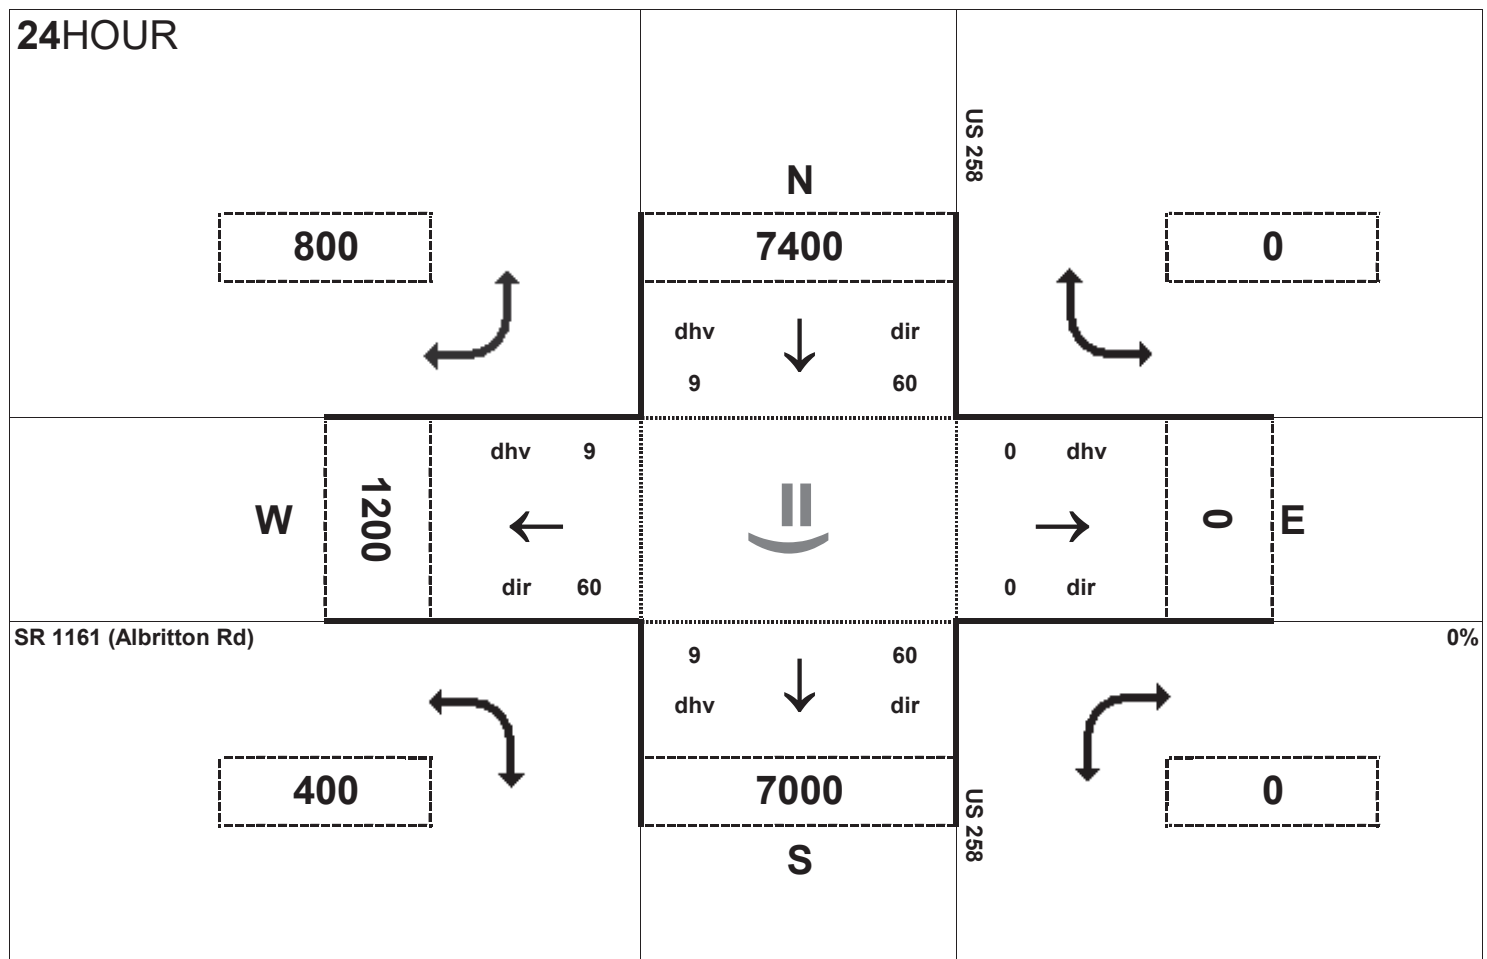 24HOUR
US 258
N
800
7400
0
dhv
dir
9
60
dhv 9
0 dhv
W
1200
0
E
dir 60
0 dir
SR 1161 (Albritton Rd)
0%
9
60
dhv
dir
400
7000
0
US 258
S